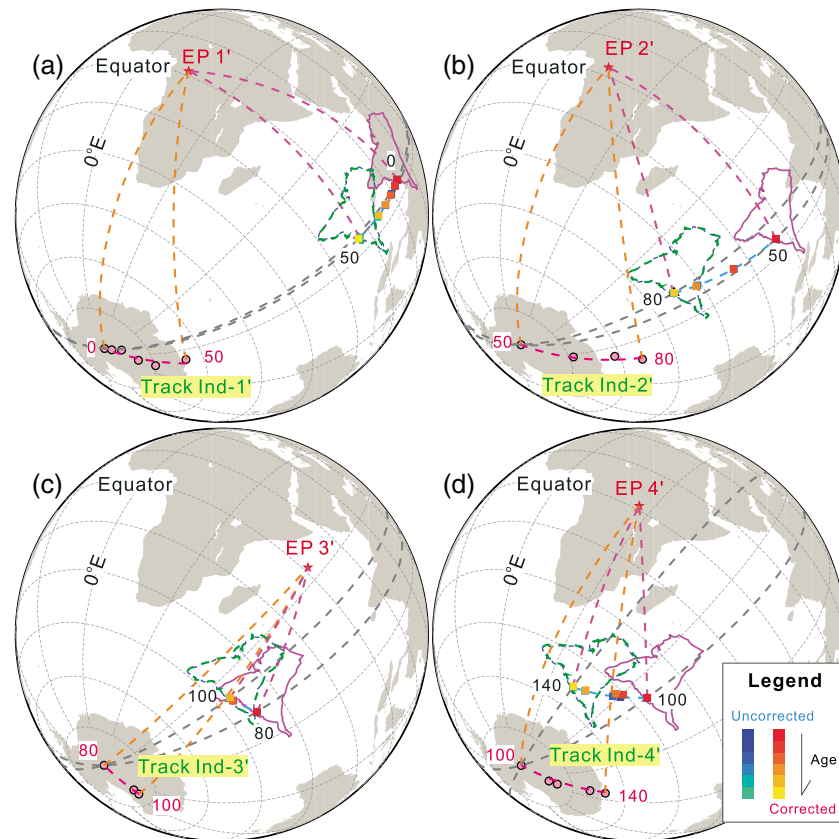 (a)
Equator
EP 1'
0°E
0
50
0
50
Track Ind-1'
(b)
Equator
EP 2'
0°E
50
80
50
80
Track Ind-2'
(c)
Equator
EP 3'
0°E
100
80
80
Track Ind-3'
100
(d)
Equator
EP 4'
0°E
140
100
100
Track Ind-4'
140
Legend
Uncorrected
Age
Corrected